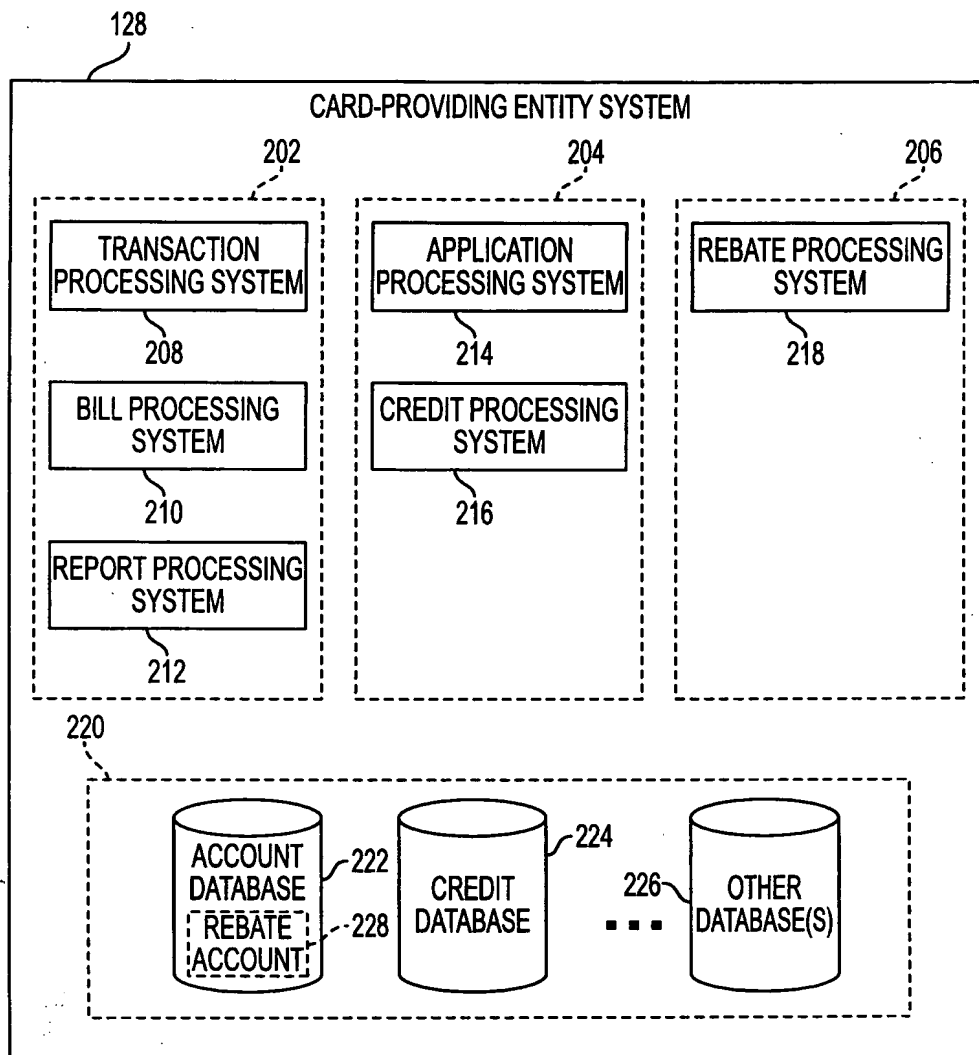 128
CARD-PROVIDING ENTITY SYSTEM
202
204
206
TRANSACTION
PROCESSING SYSTEM
208
BILL PROCESSING
SYSTEM
210
REPORT PROCESSING
SYSTEM
212
APPLICATION
PROCESSING SYSTEM
214
CREDIT PROCESSING
SYSTEM
216
REBATE PROCESSING
SYSTEM
218
220
ACCOUNT
DATABASE
222
REBATE
ACCOUNT
228
CREDIT
DATABASE
224
226
OTHER
DATABASE(S)